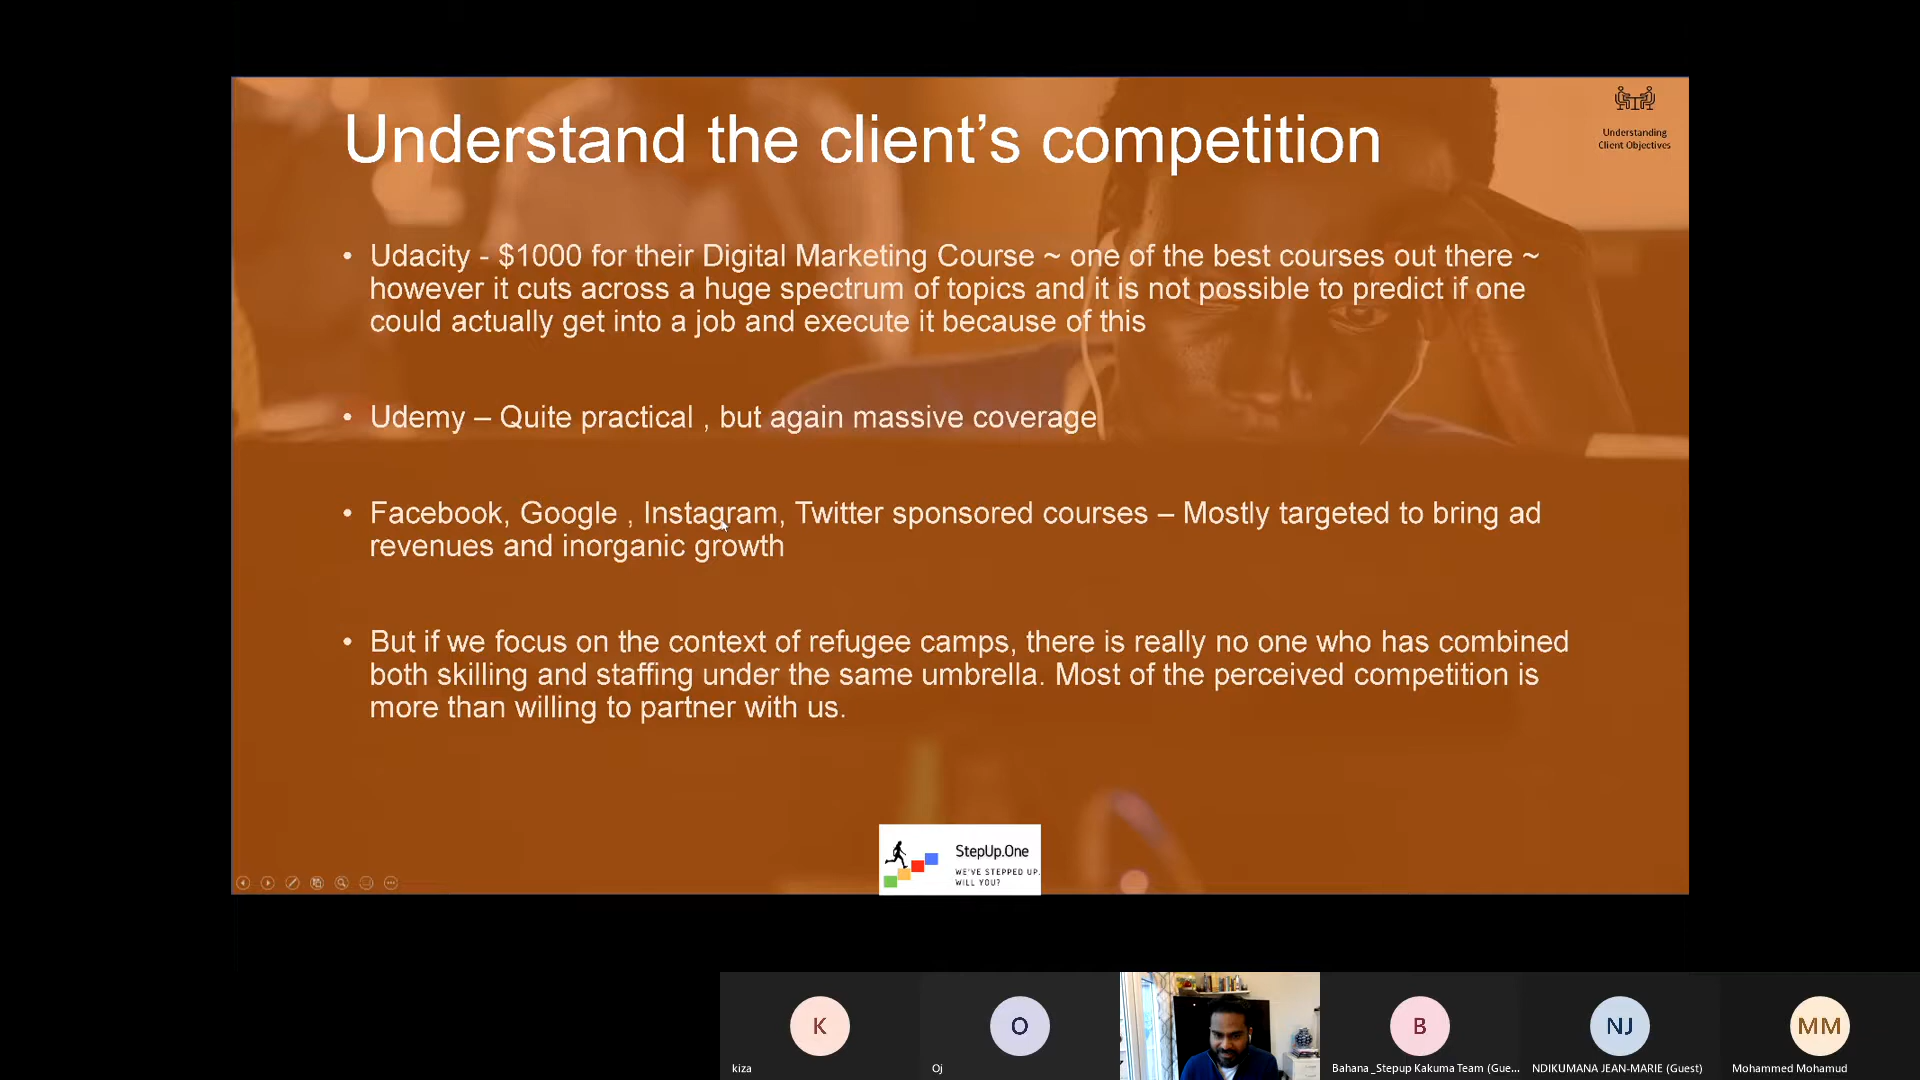 Understand the client’s competition
Understanding
Client Objectives
• Udacity - $1000 for their Digital Marketing Course ~ one of the best courses out there ~
however it cuts across a huge spectrum of topics and it is not possible to predict if one
could actually get into a job and execute it because of this
• Udemy – Quite practical , but again massive coverage
• Facebook, Google , Instagram, Twitter sponsored courses – Mostly targeted to bring ad
revenues and inorganic growth
• But if we focus on the context of refugee camps, there is really no one who has combined
both skilling and staffing under the same umbrella. Most of the perceived competition is
more than willing to partner with us.
StepUp.One
WE'VE STEPPED UP.
WILL YOU?
K
O
B
NJ
MM
kiza
Oj
Bahana _Stepup Kakuma Team (Gue...
NDIKUMANA JEAN-MARIE (Guest)
Mohammed Mohamud